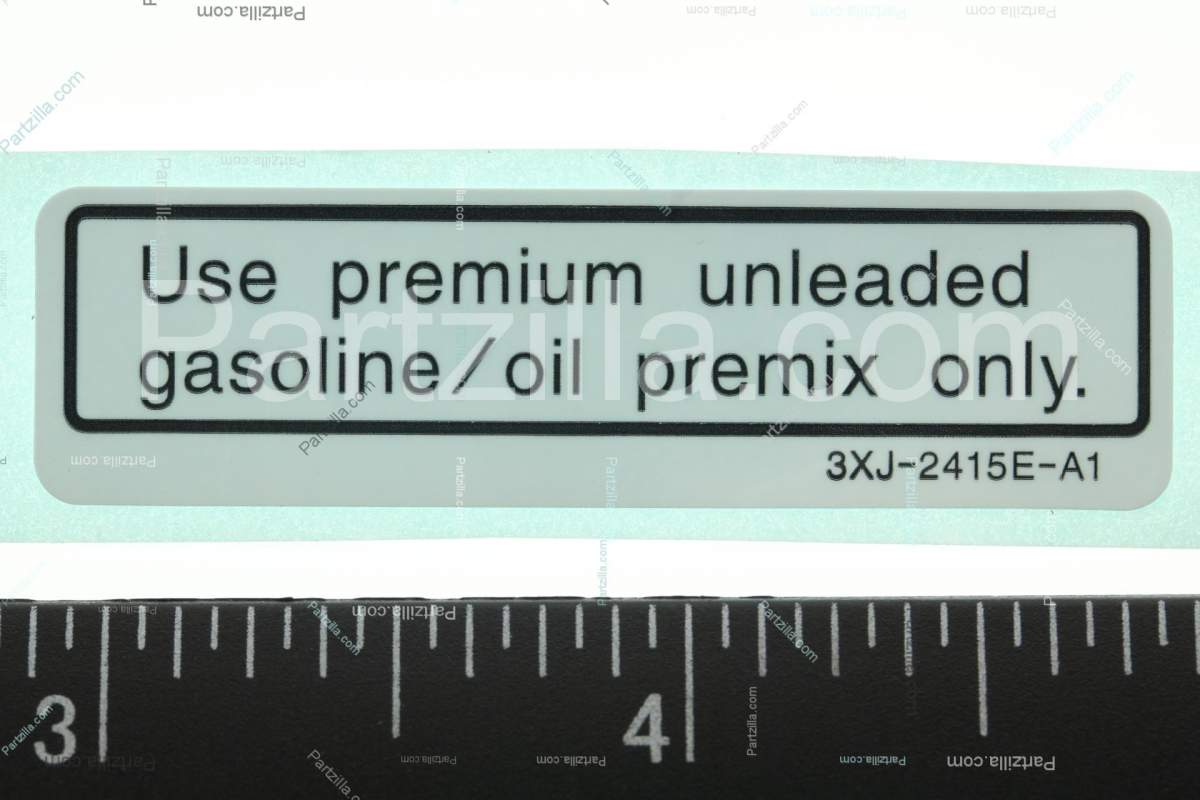 Use premium unleaded
gasoline/oil premix only.
3XJ-2415E-A1
Partzilla.com
3 4